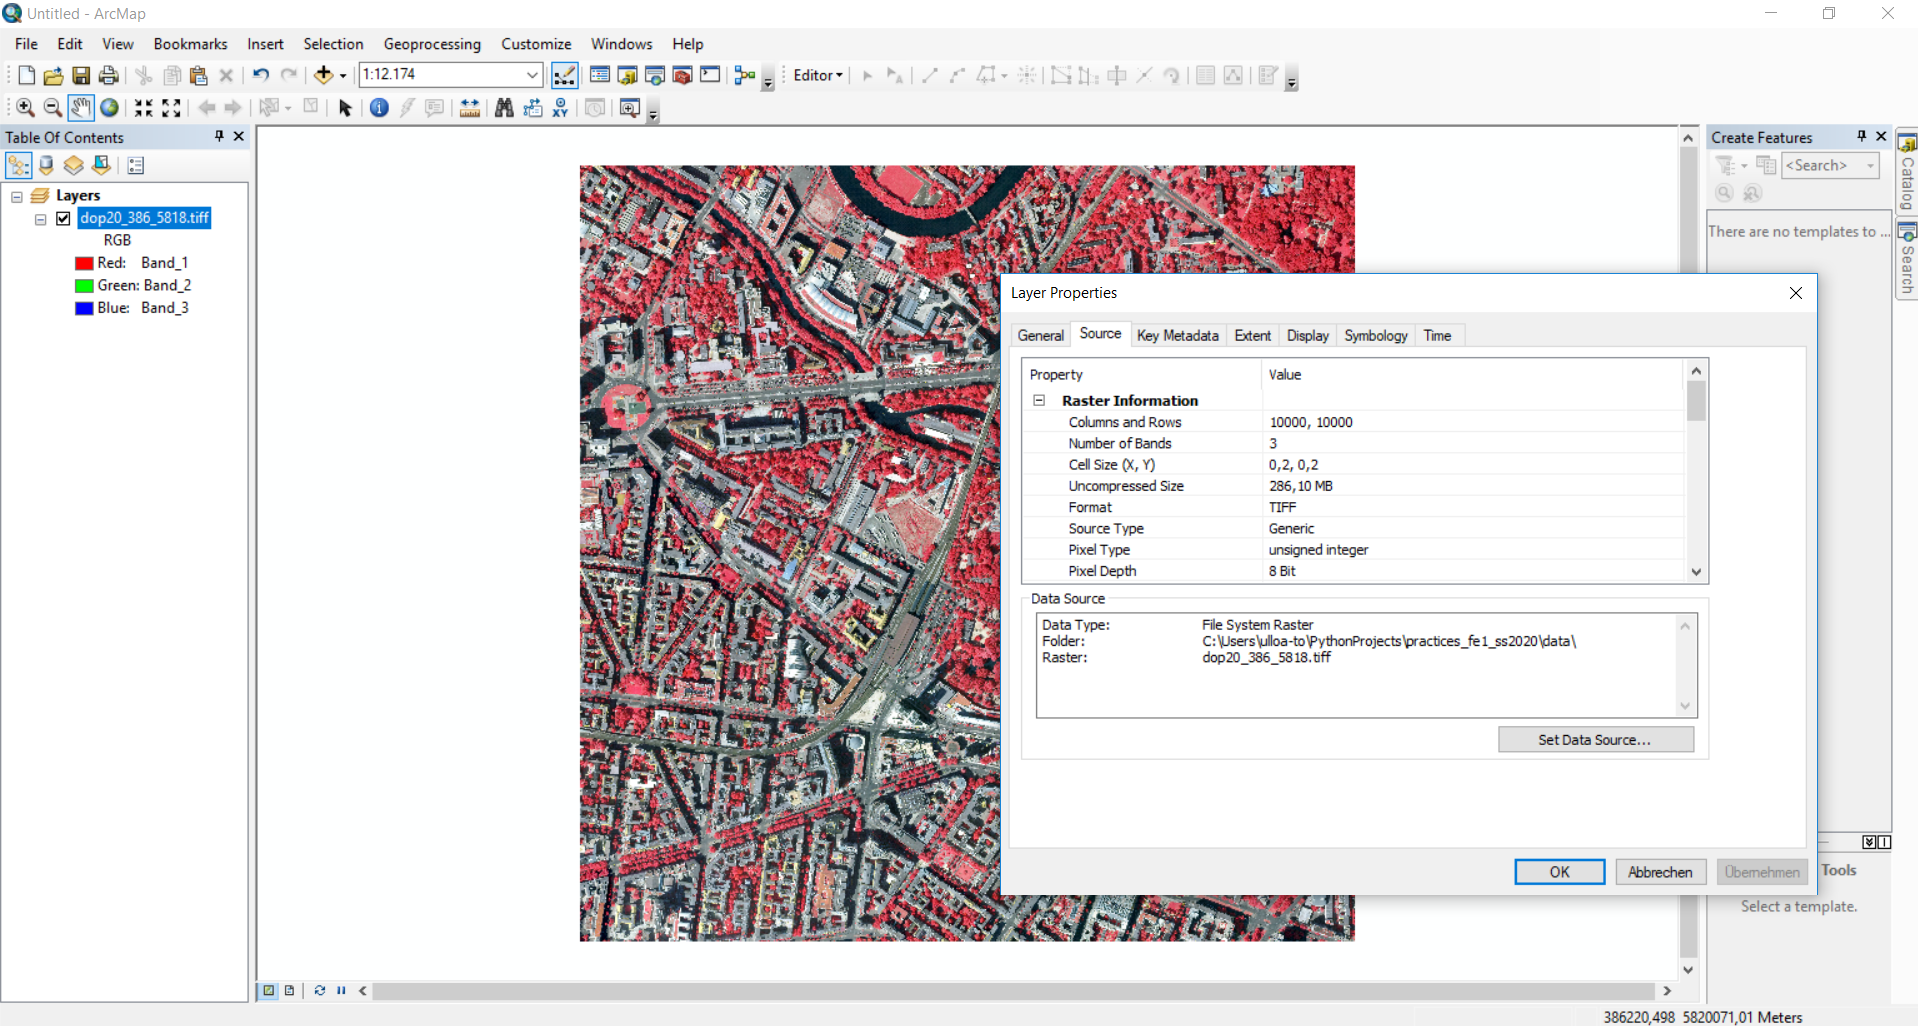 Untitled - ArcMap
File Edit View Bookmarks Insert Selection Geoprocessing Customize Windows Help
1:12.174
Editor
Table Of Contents
Layers
dop20_386_5818.tiff
RGB
Red: Band_1
Green: Band_2
Blue: Band_3
Create Features
<Search>
There are no templates to ...
Catalog
Search
Layer Properties
General Source Key Metadata Extent Display Symbology Time
Property Value
Raster Information
Columns and Rows 10000, 10000
Number of Bands 3
Cell Size (X, Y) 0,2, 0,2
Uncompressed Size 286,10 MB
Format TIFF
Source Type Generic
Pixel Type unsigned integer
Pixel Depth 8 Bit
Data Source
Data Type: File System Raster
Folder: C:\Users\ulloa-to\PythonProjects\practices_fe1_ss2020\data\
Raster: dop20_386_5818.tiff
Set Data Source...
OK Abbrechen Übernehmen
Tools
Select a template.
386220,498 5820071,01 Meters